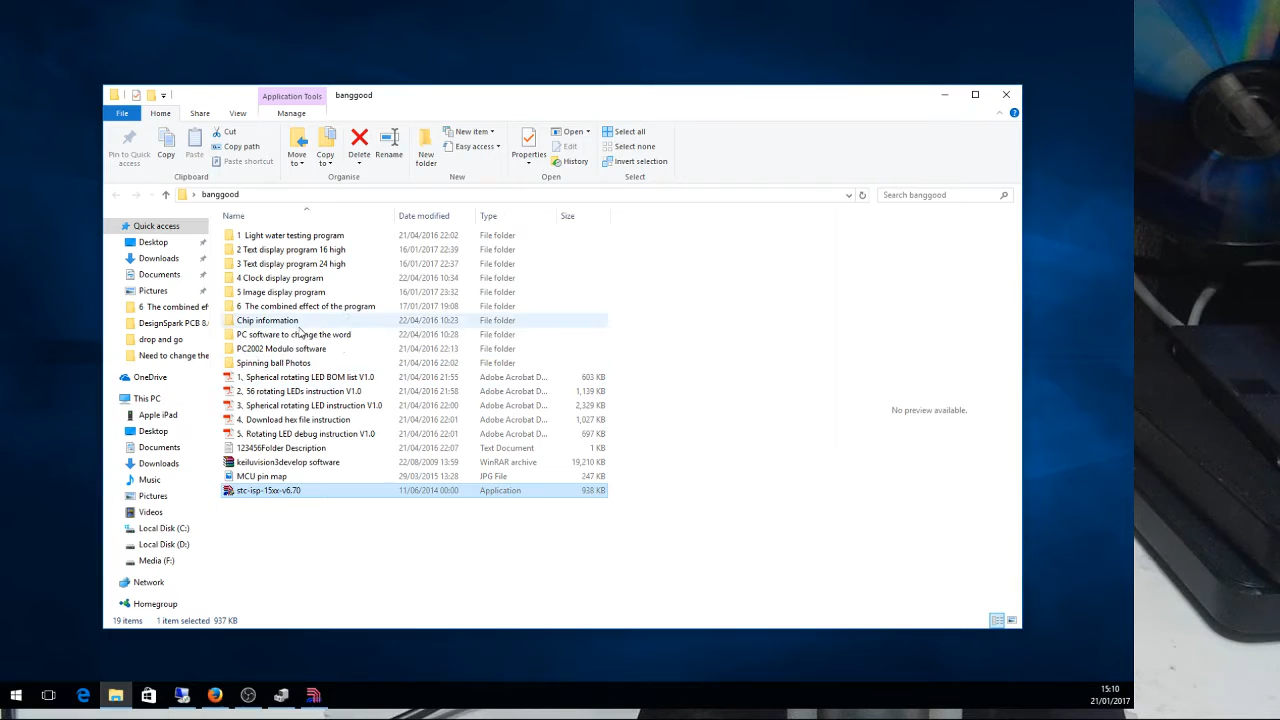 Application Tools banggood
File Home Share View Manage
Pin to Quick access
Copy
Paste
Cut
Copy path
Paste shortcut
Clipboard
Move to
Copy to
Delete
Rename
Organise
New folder
New item
Easy access
New
Properties
Open
Edit
History
Open
Select all
Select none
Invert selection
Select
banggood
Search banggood
Name Date modified Type Size
1 Light water testing program 21/04/2016 22:02 File folder
2 Text display program 16 high 16/01/2017 22:39 File folder
3 Text display program 24 high 16/01/2017 22:37 File folder
4 Clock display program 22/04/2016 10:34 File folder
5 Image display program 16/01/2017 23:32 File folder
6 The combined effect of the program 17/01/2017 19:08 File folder
Chip information 22/04/2016 10:23 File folder
PC software to change the word 22/04/2016 10:28 File folder
PC2002 Modulo software 21/04/2016 22:13 File folder
Spinning ball Photos 21/04/2016 22:02 File folder
1、Spherical rotating LED BOM list V1.0 21/04/2016 21:55 Adobe Acrobat D... 603 KB
2、56 rotating LEDs instruction V1.0 21/04/2016 21:58 Adobe Acrobat D... 1,139 KB
3、Spherical rotating LED instruction V1.0 21/04/2016 22:00 Adobe Acrobat D... 2,329 KB
4、Download hex file instruction 21/04/2016 22:01 Adobe Acrobat D... 1,027 KB
5、Rotating LED debug instruction V1.0 21/04/2016 22:01 Adobe Acrobat D... 697 KB
123456Folder Description 21/04/2016 22:07 Text Document 1 KB
keiluvision3develop software 22/08/2009 13:59 WinRAR archive 19,210 KB
MCU pin map 29/03/2015 13:28 JPG File 247 KB
stc-isp-15xx-v6.70 11/06/2014 00:00 Application 938 KB
Quick access
Desktop
Downloads
Documents
Pictures
6 The combined ef
DesignSpark PCB 8.
drop and go
Need to change the
OneDrive
This PC
Apple iPad
Desktop
Documents
Downloads
Music
Pictures
Videos
Local Disk (C:)
Local Disk (D:)
Media (F:)
Network
Homegroup
No preview available.
19 items 1 item selected 937 KB
15:10
21/01/2017